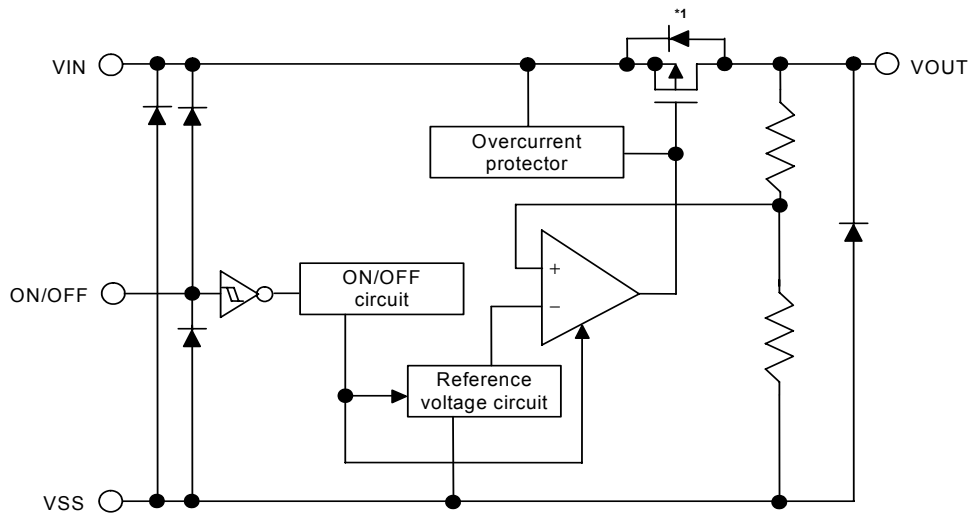 *1
VIN
VOUT
Overcurrent
protector
+
−
ON/OFF
ON/OFF
circuit
Reference
voltage circuit
VSS